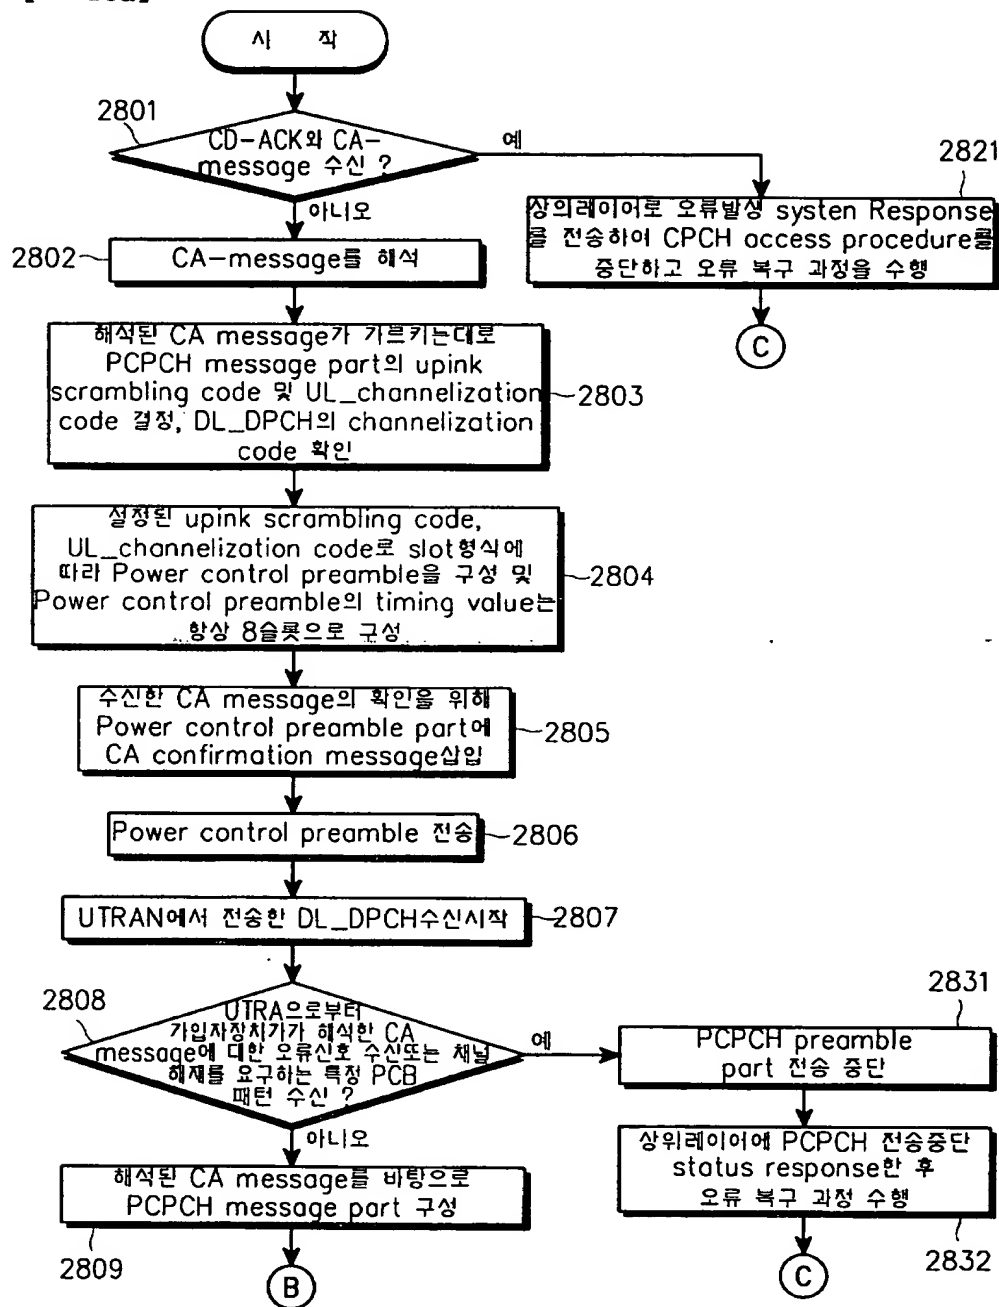 시 작
2801
CD-ACK와 CA-
message 수신 ?
예
아니오
2821
상의레이어로 오류발생 systen Response
를 전송하여 CPCH access procedure를
중단하고 오류 복구 과정을 수행
C
2802
CA-message를 해석
해석된 CA message가 가르키는대로
PCPCH message part의 upink
scrambling code 및 UL_channelization
code 결정, DL_DPCH의 channelization
code 확인
2803
설정된 upink scrambling code,
UL_channelization code로 slot형식에
따라 Power control preamble을 구성 및
Power control preamble의 timing value는
항상 8슬롯으로 구성
2804
수신한 CA message의 확인을 위해
Power control preamble part에
CA confirmation message삽입
2805
Power control preamble 전송
2806
UTRAN에서 전송한 DL_DPCH수신시작
2807
2808
UTRA으로부터
가입자장치가가 해석한 CA
message에 대한 오류신호 수신또는 채널
해재를 요구하는 특정 PCB
패턴 수신 ?
예
아니오
2831
PCPCH preamble
part 전송 중단
상위레이어에 PCPCH 전송중단
status response한 후
오류 복구 과정 수행
2832
C
해석된 CA message를 바탕으로
PCPCH message part 구성
2809
B